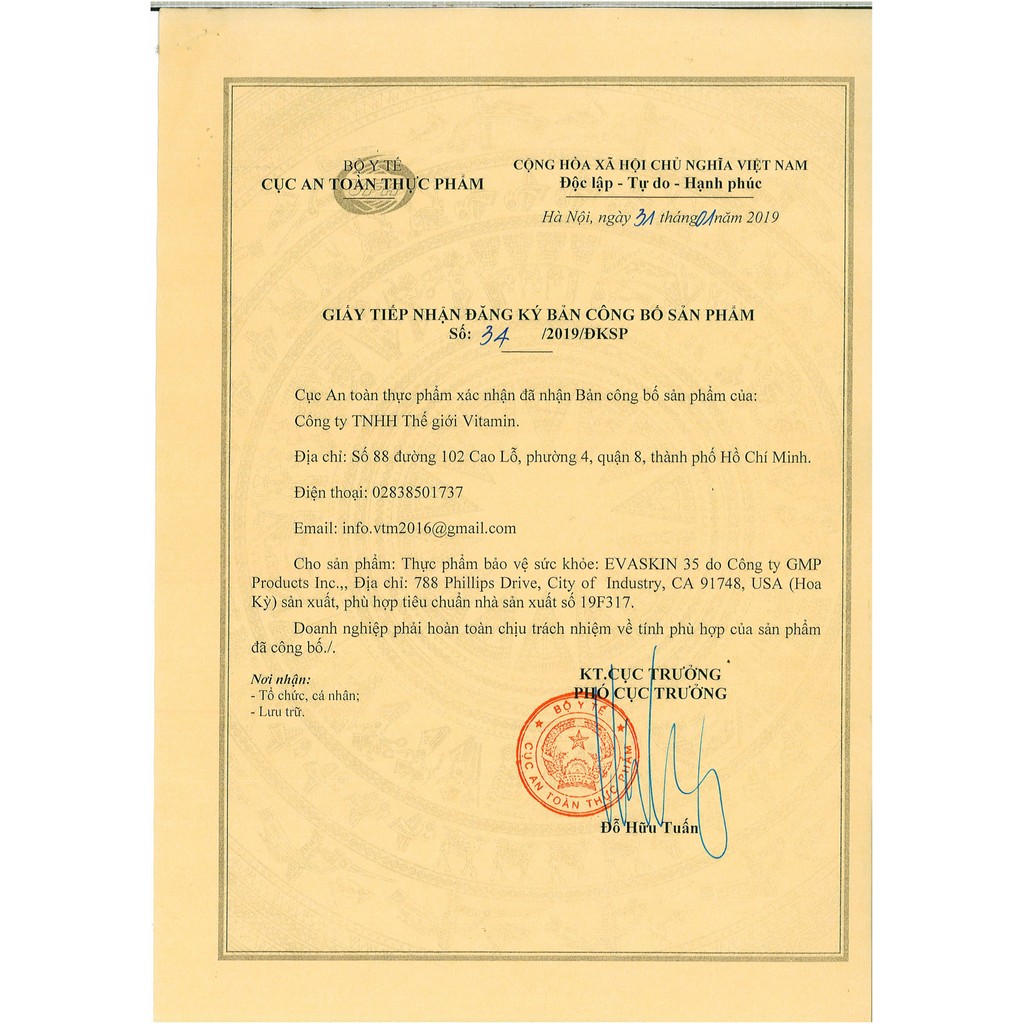 BỘ Y TẾ
CỤC AN TOÀN THỰC PHẨM
CỘNG HÒA XÃ HỘI CHỦ NGHĨA VIỆT NAM
Độc lập - Tự do - Hạnh phúc
Hà Nội, ngày 31 tháng 01 năm 2019
GIẤY TIẾP NHẬN ĐĂNG KÝ BẢN CÔNG BỐ SẢN PHẨM
Số: 34 /2019/ĐKSP
Cục An toàn thực phẩm xác nhận đã nhận Bản công bố sản phẩm của:
Công ty TNHH Thế giới Vitamin.
Địa chỉ: Số 88 đường 102 Cao Lỗ, phường 4, quận 8, thành phố Hồ Chí Minh.
Điện thoại: 02838501737
Email: info.vtm2016@gmail.com
Cho sản phẩm: Thực phẩm bảo vệ sức khỏe: EVASKIN 35 do Công ty GMP
Products Inc.,, Địa chỉ: 788 Phillips Drive, City of Industry, CA 91748, USA (Hoa
Kỳ) sản xuất, phù hợp tiêu chuẩn nhà sản xuất số 19F317.
Doanh nghiệp phải hoàn toàn chịu trách nhiệm về tính phù hợp của sản phẩm
đã công bố./.
Nơi nhận:
- Tổ chức, cá nhân;
- Lưu trữ.
KT.CỤC TRƯỞNG
PHÓ CỤC TRƯỞNG
BỘ Y TẾ
CỤC AN TOÀN THỰC PHẨM
Đỗ Hữu Tuấn